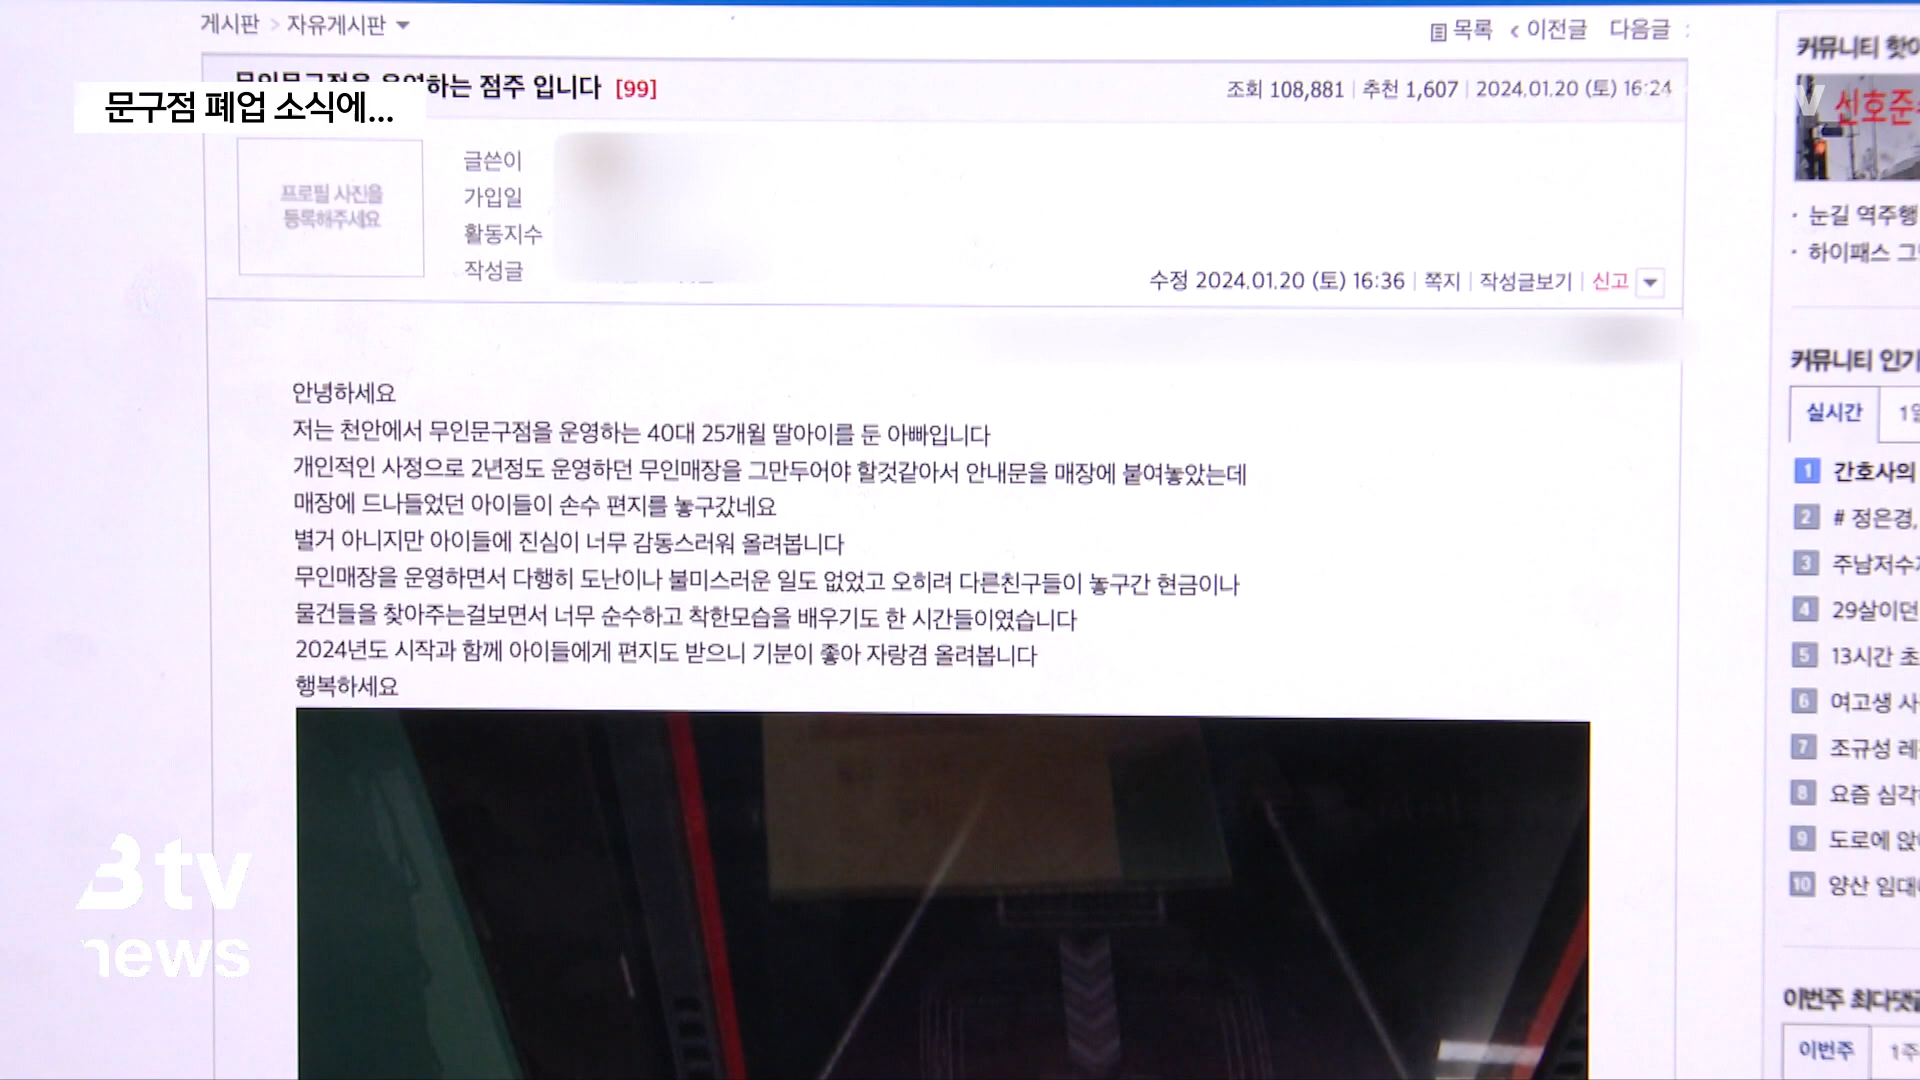 게시판 > 자유게시판
목록 이전글 다음글
하는 점주 입니다 [99]
조회 108,881 추천 1,607 2024.01.20 (토) 16:24
문구점 폐업 소식에...
프로필 사진을
등록해주세요
글쓴이
가입일
활동지수
작성글
수정 2024.01.20 (토) 16:36 쪽지 작성글보기 신고
안녕하세요
저는 천안에서 무인문구점을 운영하는 40대 25개월 딸아이를 둔 아빠입니다
개인적인 사정으로 2년정도 운영하던 무인매장을 그만두어야 할것같아서 안내문을 매장에 붙여놓았는데
매장에 드나들었던 아이들이 손수 편지를 놓구갔네요
별거 아니지만 아이들에 진심이 너무 감동스러워 올려봅니다
무인매장을 운영하면서 다행히 도난이나 불미스러운 일도 없었고 오히려 다른친구들이 놓구간 현금이나
물건들을 찾아주는걸보면서 너무 순수하고 착한모습을 배우기도 한 시간들이였습니다
2024년도 시작과 함께 아이들에게 편지도 받으니 기분이 좋아 자랑겸 올려봅니다
행복하세요
커뮤니티
신호준
· 눈길 역주행
· 하이패스
커뮤니티
실시간
1 간호사의
2 # 정은경,
3 주남저수
4 29살이던
5 13시간
6 여고생
7 조규성
8 요즘
9 도로에
10 양산
이번주
이번주
B tv
news